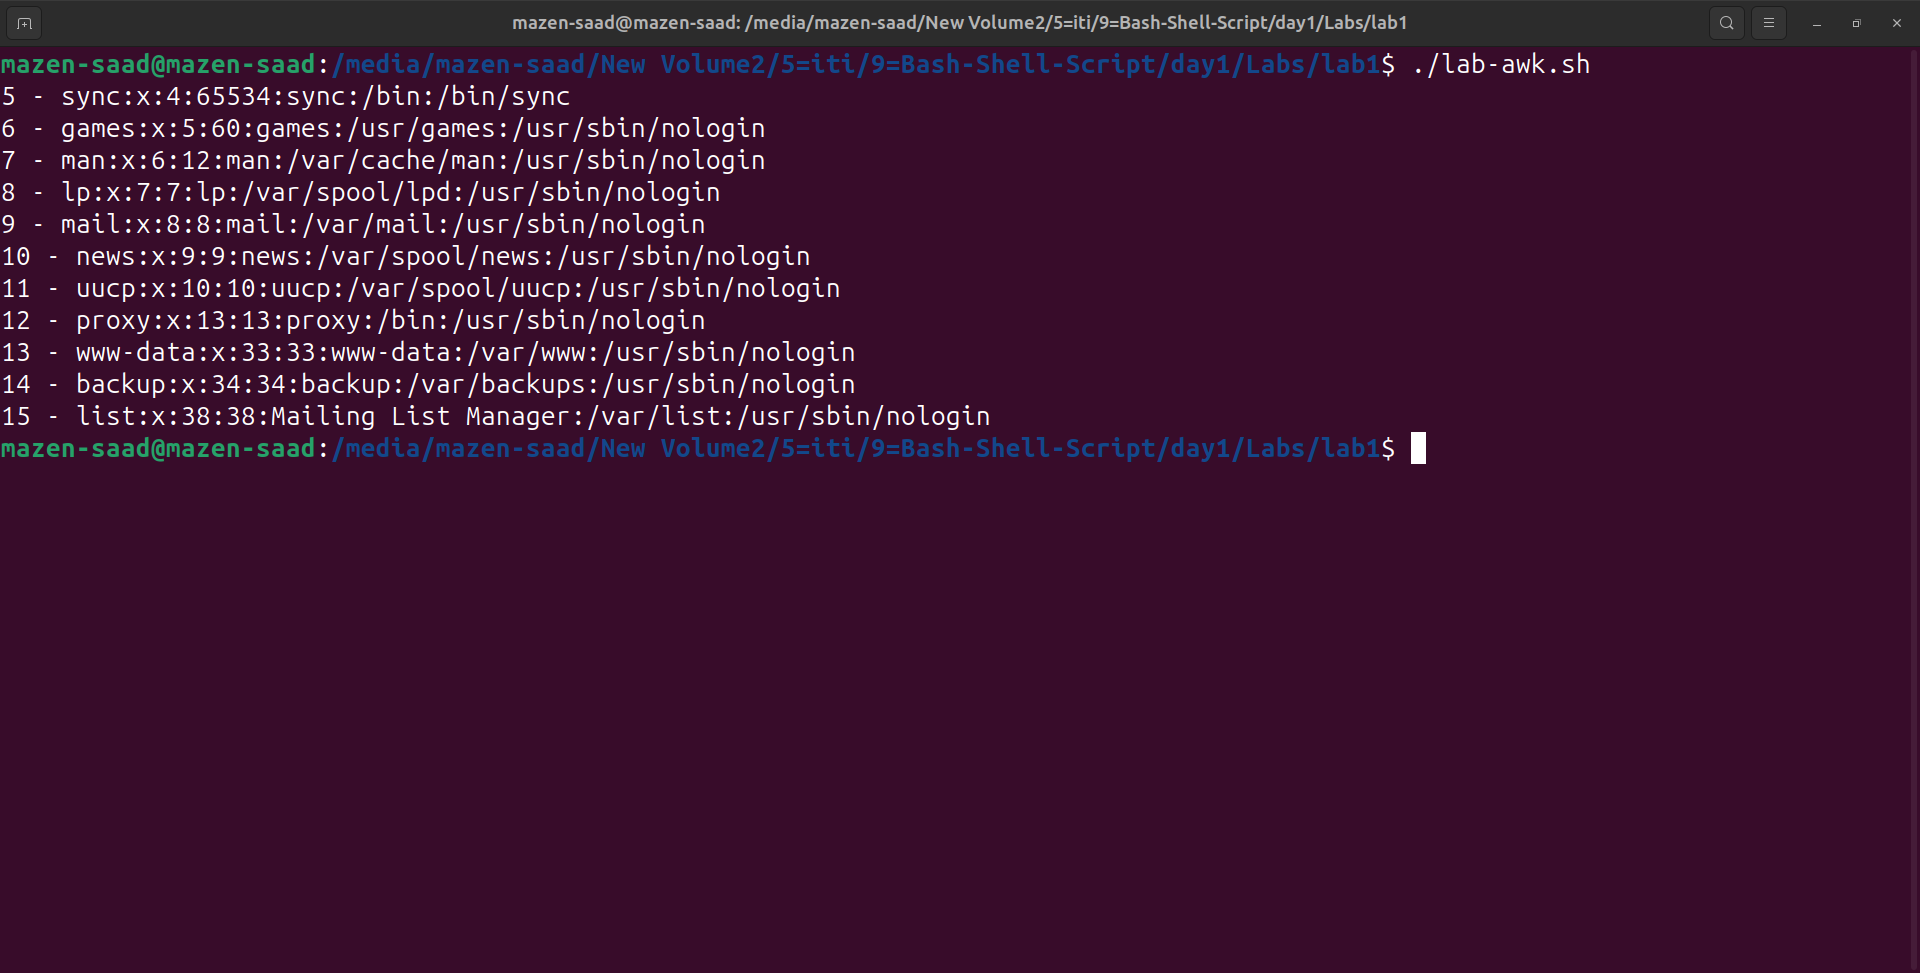 mazen-saad@mazen-saad: /media/mazen-saad/New Volume2/5=iti/9=Bash-Shell-Script/day1/Labs/lab1
mazen-saad@mazen-saad:/media/mazen-saad/New Volume2/5=iti/9=Bash-Shell-Script/day1/Labs/lab1$ ./lab-awk.sh
5 - sync:x:4:65534:sync:/bin:/bin/sync
6 - games:x:5:60:games:/usr/games:/usr/sbin/nologin
7 - man:x:6:12:man:/var/cache/man:/usr/sbin/nologin
8 - lp:x:7:7:lp:/var/spool/lpd:/usr/sbin/nologin
9 - mail:x:8:8:mail:/var/mail:/usr/sbin/nologin
10 - news:x:9:9:news:/var/spool/news:/usr/sbin/nologin
11 - uucp:x:10:10:uucp:/var/spool/uucp:/usr/sbin/nologin
12 - proxy:x:13:13:proxy:/bin:/usr/sbin/nologin
13 - www-data:x:33:33:www-data:/var/www:/usr/sbin/nologin
14 - backup:x:34:34:backup:/var/backups:/usr/sbin/nologin
15 - list:x:38:38:Mailing List Manager:/var/list:/usr/sbin/nologin
mazen-saad@mazen-saad:/media/mazen-saad/New Volume2/5=iti/9=Bash-Shell-Script/day1/Labs/lab1$